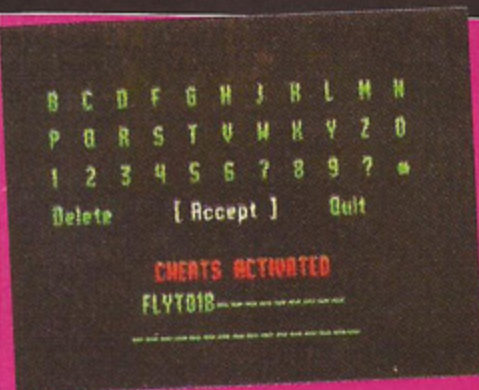 B C D F G H J K L M N
P Q R S T V W X Y Z 0
1 2 3 4 5 6 7 8 9 ?
Delete [ Accept ] Quit
CHEATS ACTIVATED
FLYT01B